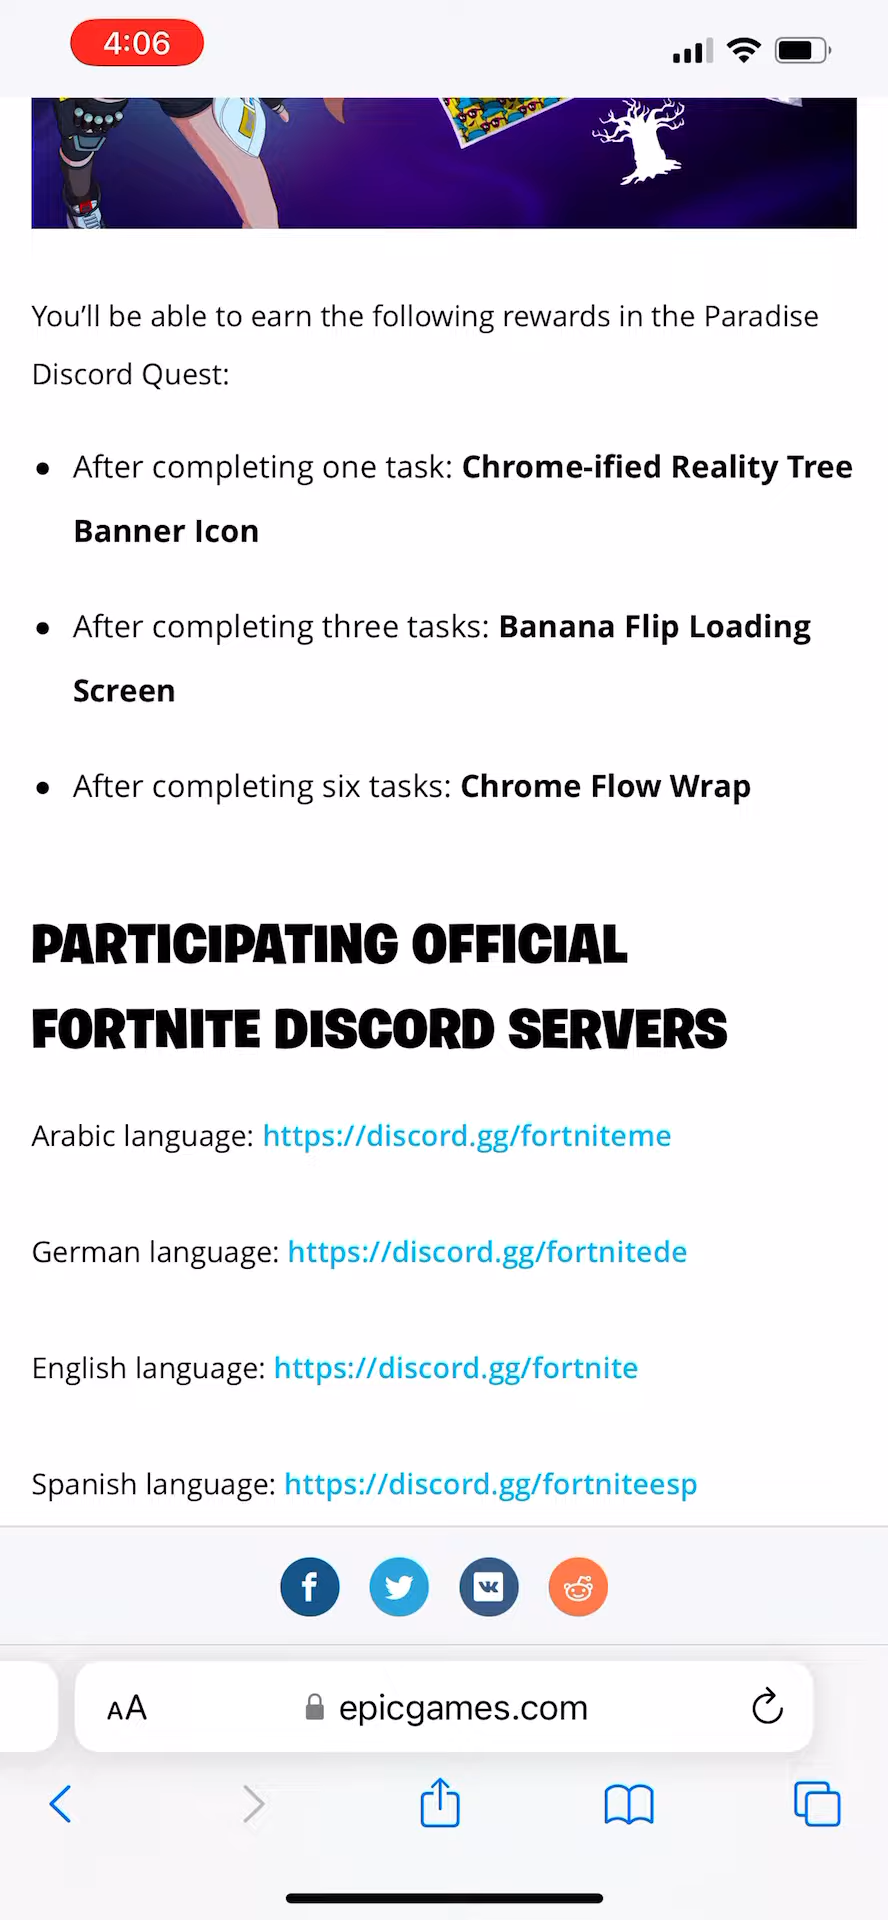 4:06
You’ll be able to earn the following rewards in the Paradise
Discord Quest:
• After completing one task: Chrome-ified Reality Tree
Banner Icon
• After completing three tasks: Banana Flip Loading
Screen
• After completing six tasks: Chrome Flow Wrap
PARTICIPATING OFFICIAL
FORTNITE DISCORD SERVERS
Arabic language: https://discord.gg/fortniteme
German language: https://discord.gg/fortnitede
English language: https://discord.gg/fortnite
Spanish language: https://discord.gg/fortniteesp
AA epicgames.com